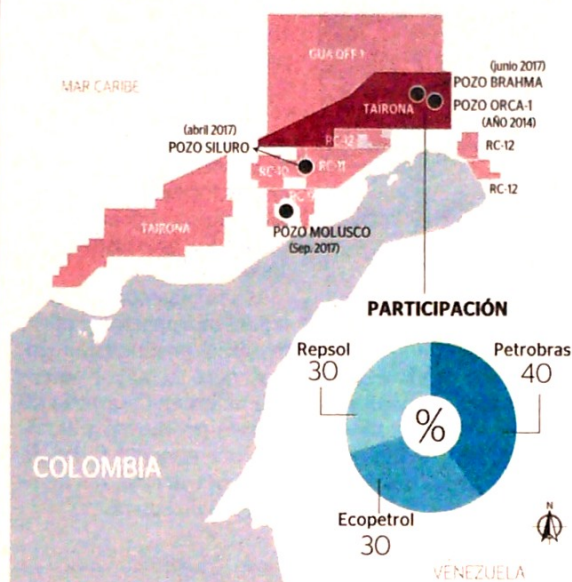 GUA OFF 1
MAR CARIBE
(junio 2017)
POZO BRAHMA
TAIRONA
POZO ORCA-1
(AÑO 2014)
(abril 2017)
POZO SILURO
RC-12
RC-12
RC-10
RC-11
RC-12
RC-9
TAIRONA
POZO MOLUSCO
(Sep. 2017)
PARTICIPACIÓN
Repsol
30
Petrobras
40
%
COLOMBIA
Ecopetrol
30
N
VENEZUELA